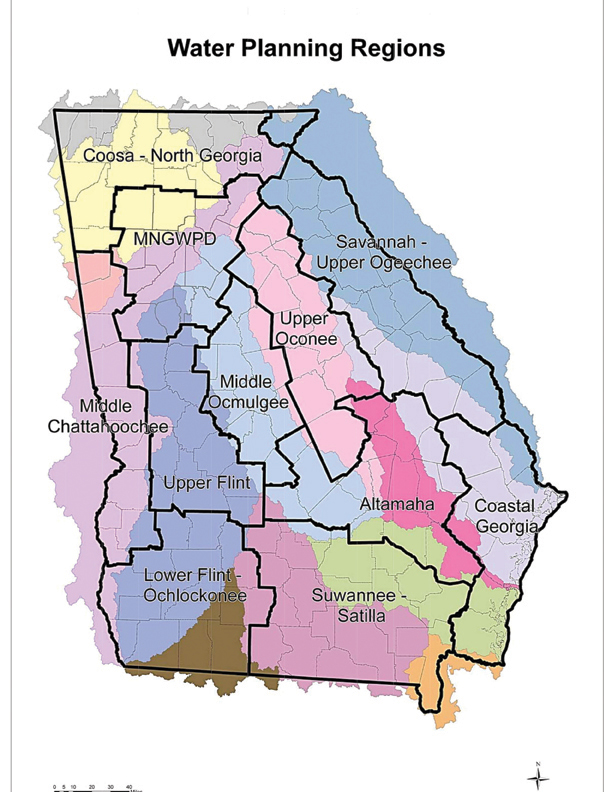 Water Planning Regions
Coosa - North Georgia
MNGWPD
Savannah -
Upper Ogeechee
Upper
Oconee
Middle
Ocmulgee
Middle
Chattahoochee
Upper Flint
Altamaha
Coastal
Georgia
Lower Flint -
Ochlockonee
Suwannee -
Satilla
N
0 5 10 20 30 40